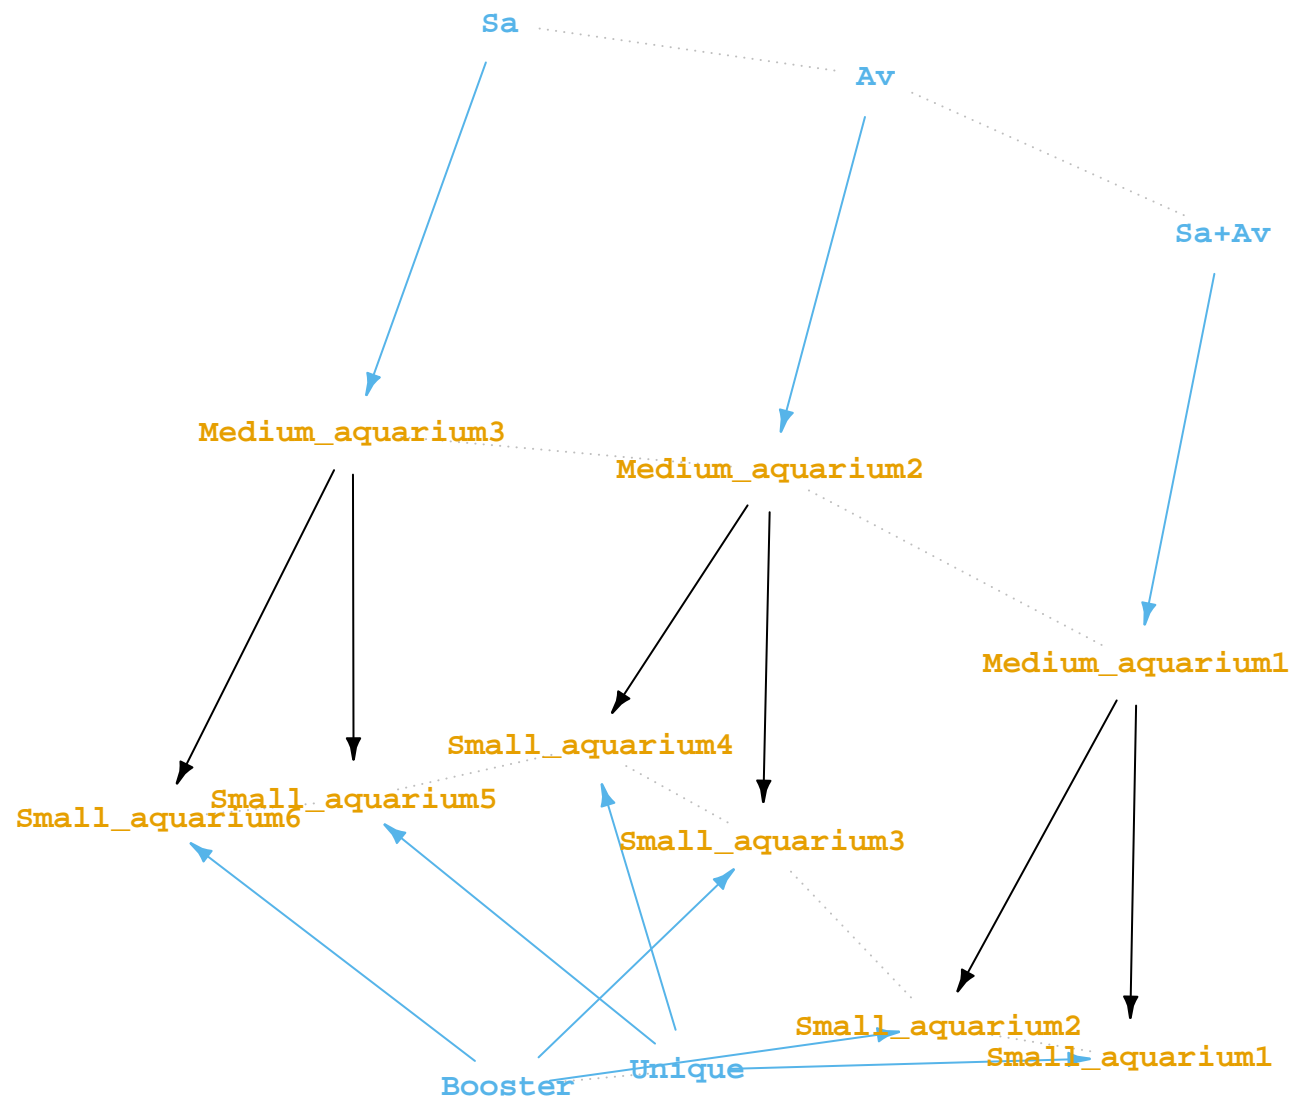 Sa
Av
Sa+Av
Medium_aquarium3
Medium_aquarium2
Medium_aquarium1
Small_aquarium4
Small_aquarium5
Small_aquarium6
Small_aquarium3
Small_aquarium2
Small_aquarium1
Unique
Booster